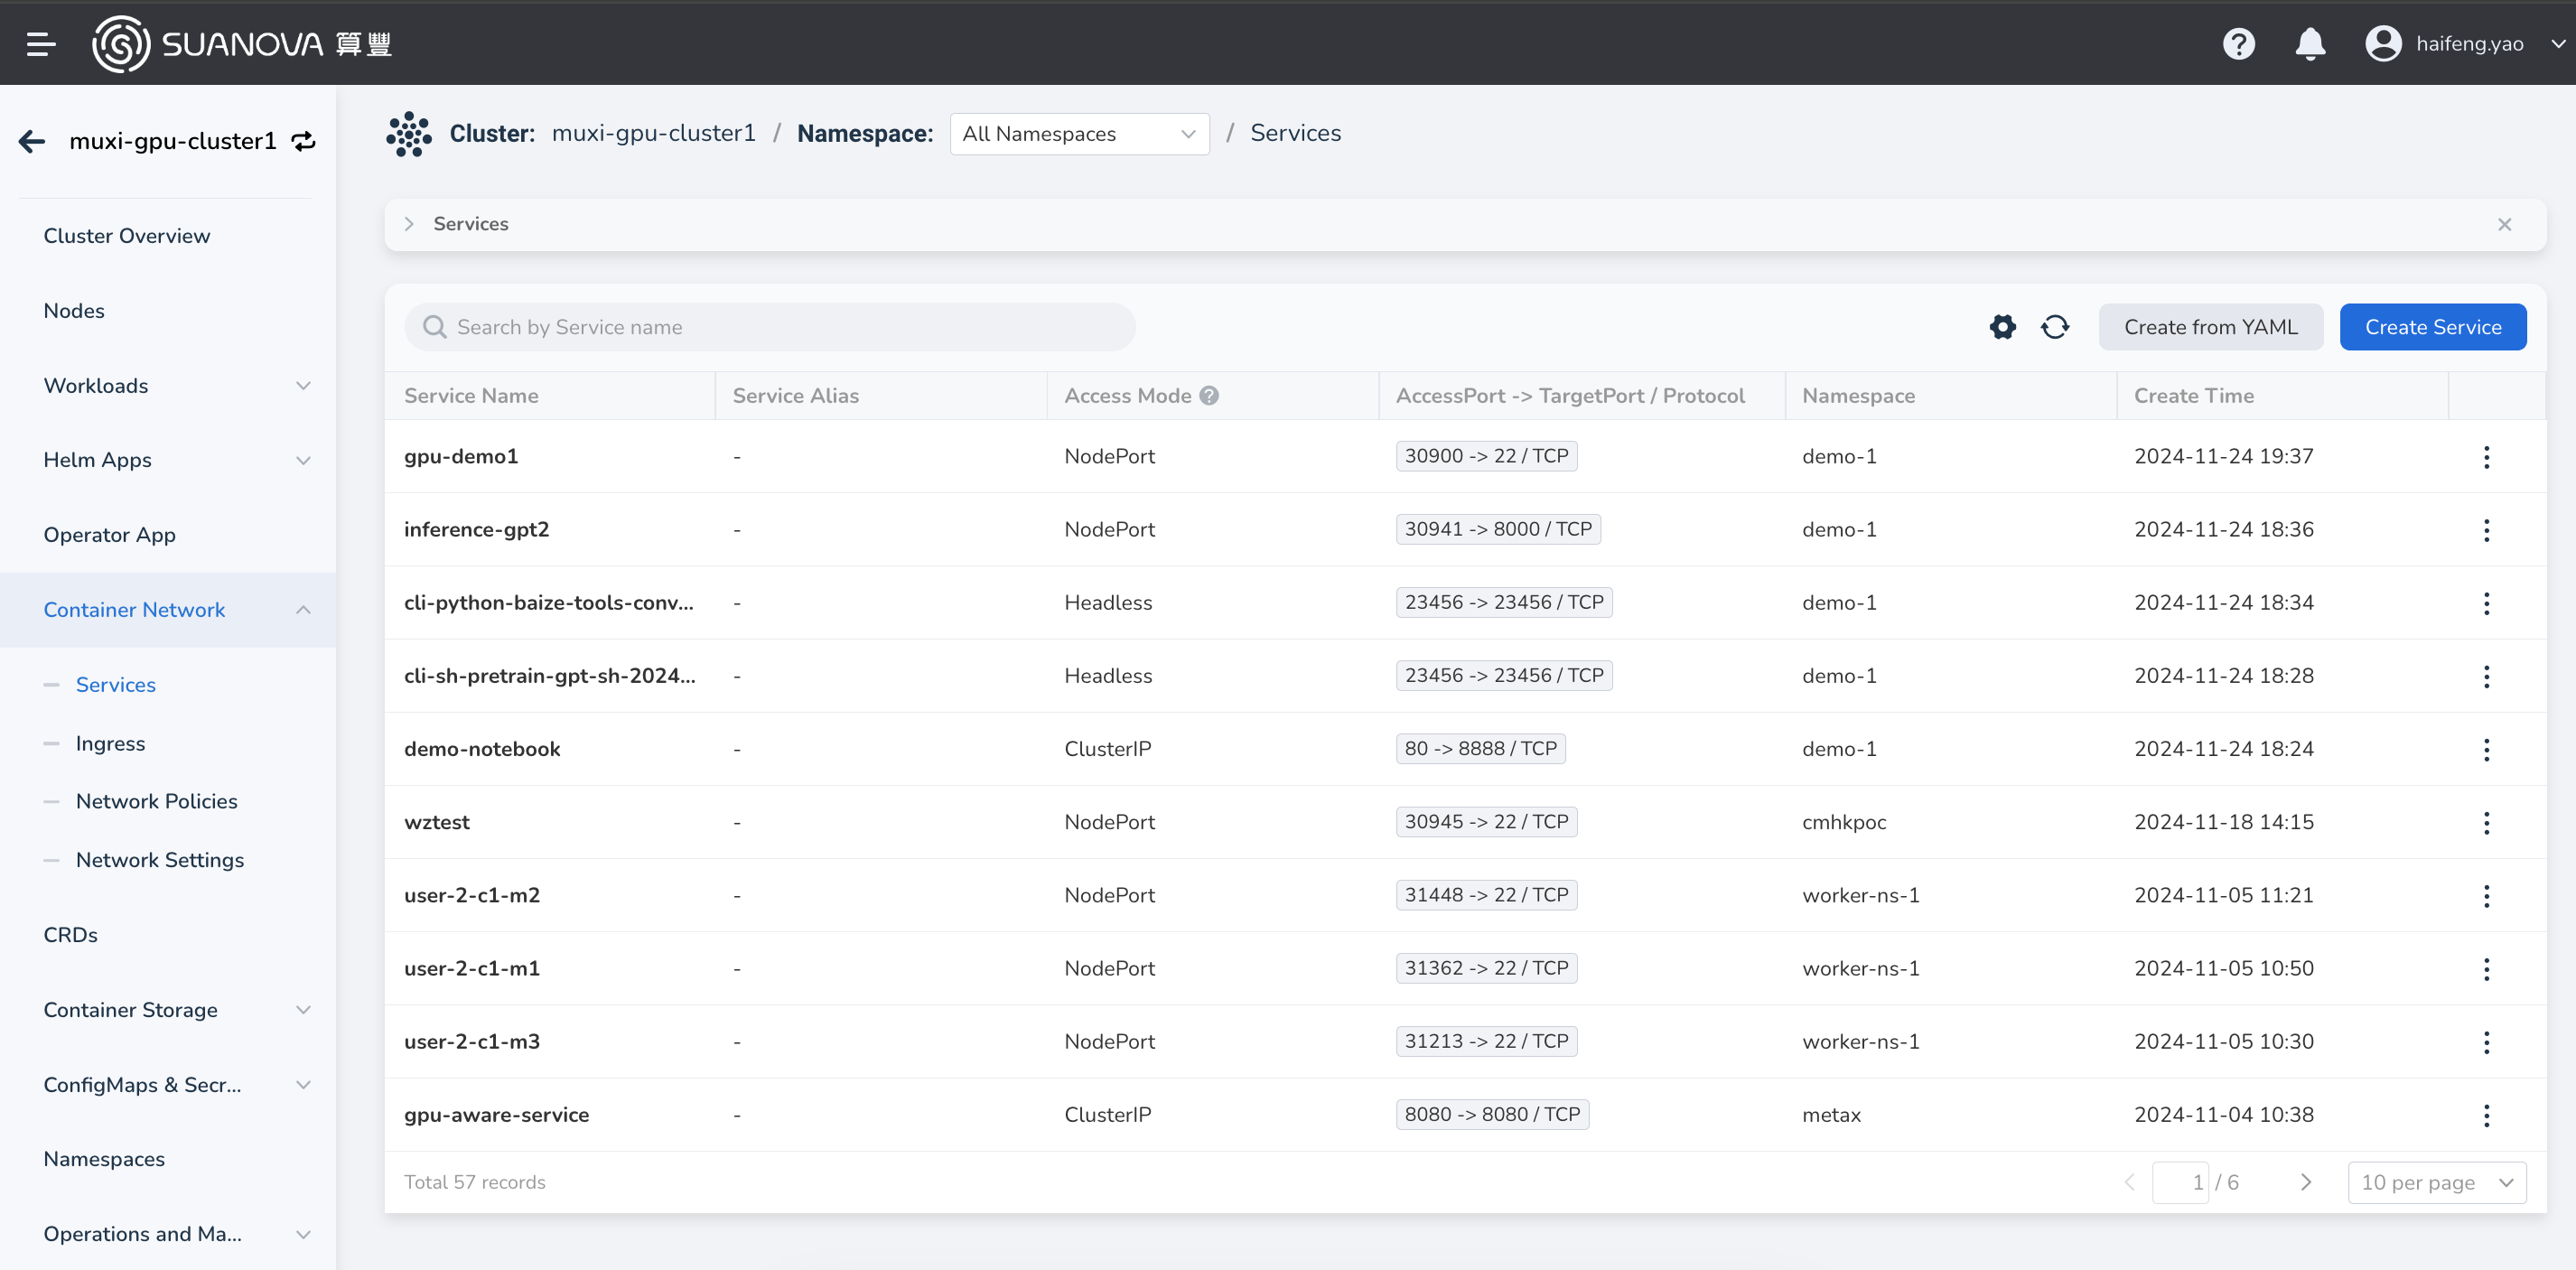 SUANOVA 算豐
haifeng.yao
muxi-gpu-cluster1
Cluster: muxi-gpu-cluster1 / Namespace: All Namespaces / Services
Cluster Overview
Nodes
Workloads
Helm Apps
Operator App
Container Network
Services
Ingress
Network Policies
Network Settings
CRDs
Container Storage
ConfigMaps & Secr...
Namespaces
Operations and Ma...
Services
Search by Service name
Create from YAML
Create Service
Service Name Service Alias Access Mode AccessPort -> TargetPort / Protocol Namespace Create Time
gpu-demo1 - NodePort 30900 -> 22 / TCP demo-1 2024-11-24 19:37
inference-gpt2 - NodePort 30941 -> 8000 / TCP demo-1 2024-11-24 18:36
cli-python-baize-tools-conv... - Headless 23456 -> 23456 / TCP demo-1 2024-11-24 18:34
cli-sh-pretrain-gpt-sh-2024... - Headless 23456 -> 23456 / TCP demo-1 2024-11-24 18:28
demo-notebook - ClusterIP 80 -> 8888 / TCP demo-1 2024-11-24 18:24
wztest - NodePort 30945 -> 22 / TCP cmhkpoc 2024-11-18 14:15
user-2-c1-m2 - NodePort 31448 -> 22 / TCP worker-ns-1 2024-11-05 11:21
user-2-c1-m1 - NodePort 31362 -> 22 / TCP worker-ns-1 2024-11-05 10:50
user-2-c1-m3 - NodePort 31213 -> 22 / TCP worker-ns-1 2024-11-05 10:30
gpu-aware-service - ClusterIP 8080 -> 8080 / TCP metax 2024-11-04 10:38
Total 57 records
1 / 6
10 per page